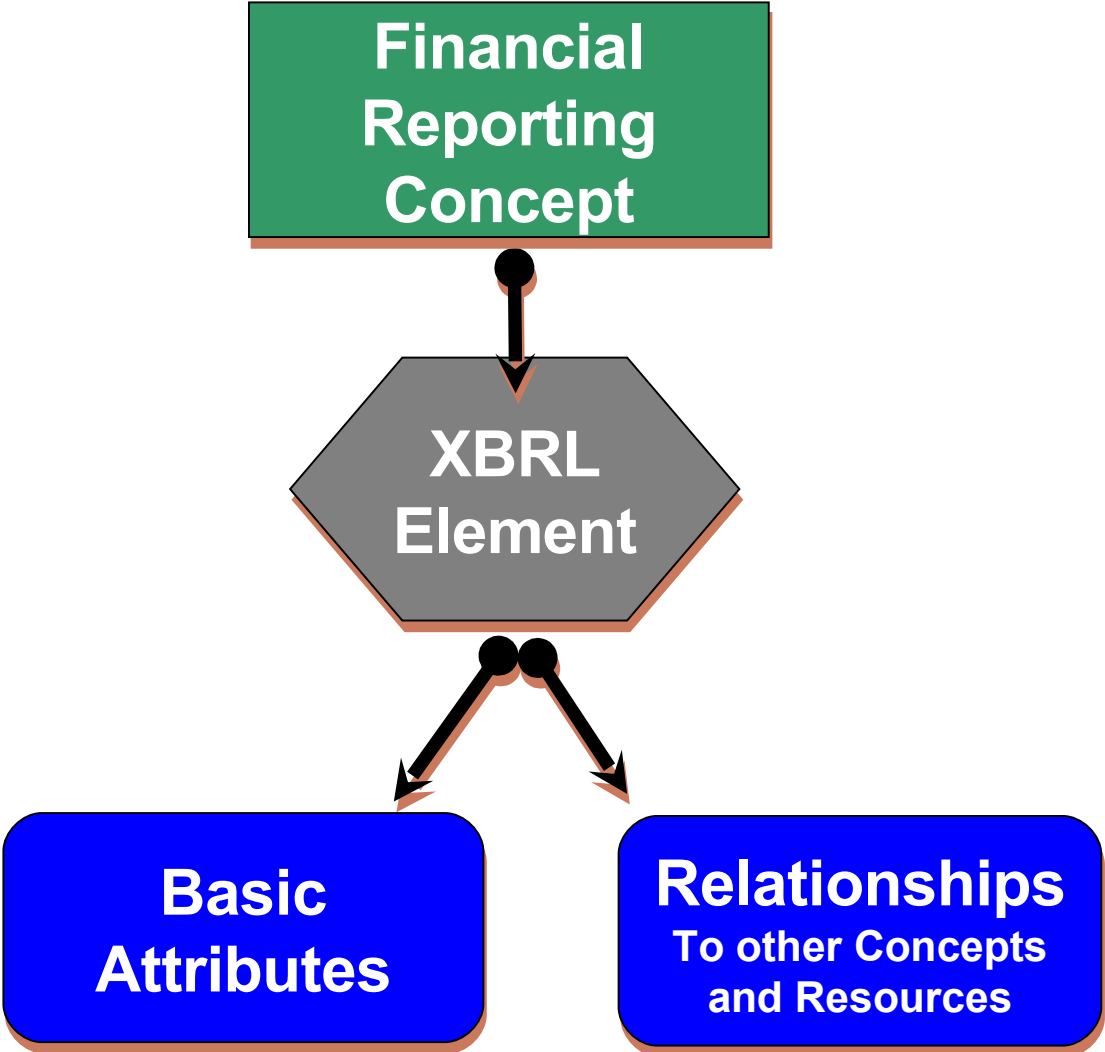 Financial
Reporting
Concept
XBRL
Element
Basic
Attributes
Relationships
To other Concepts
and Resources